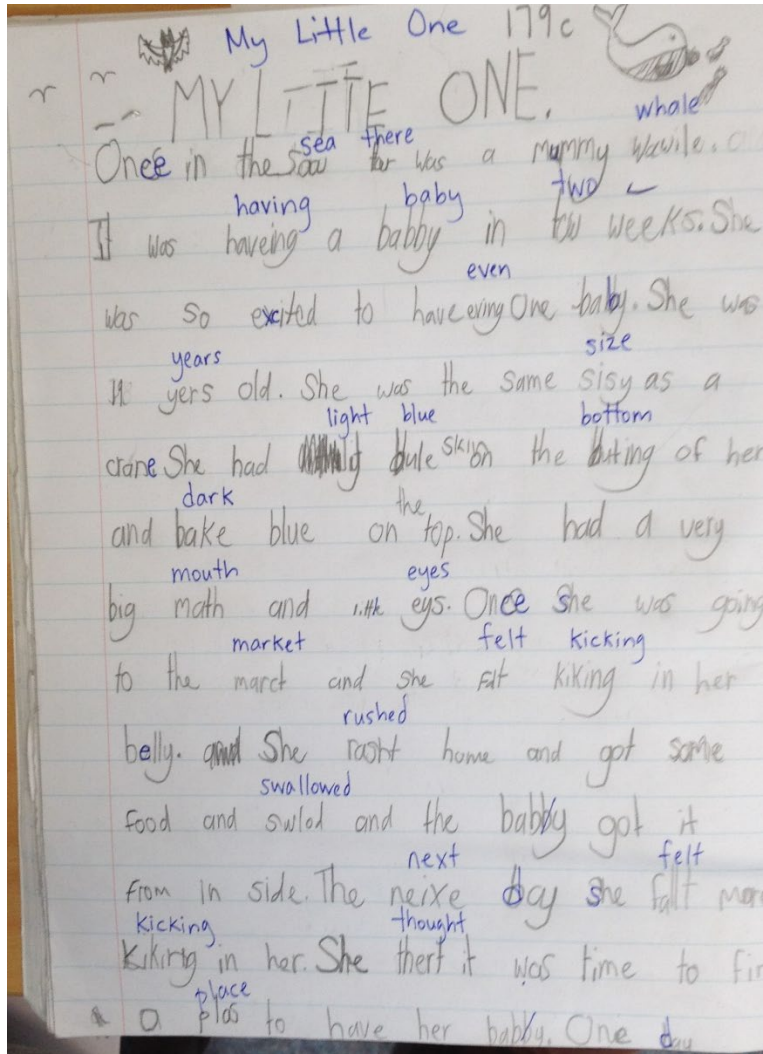 My Little One 179c
MY LITTLE ONE.
sea there whale
Once in the was a mummy
having baby two
It was haveing a babby in tow weeks. She
even
was so excited to have eving One baby. She was
years size
11 yers old. She was the same sisy as a
light blue bottom
crane She had bule skin on the buting of her
dark the
and bake blue on top. She had a very
mouth eyes
big math and little eys. Once she was going
market felt kicking
to the marct and she falt kiking in her
rushed
belly. She rasht home and got some
swallowed
food and swlod and the babby got it
next felt
from in side. The neixe day she fallt more
kicking thought
Kiking in her. She thert it was time to fin
place
a plas to have her babby. One day